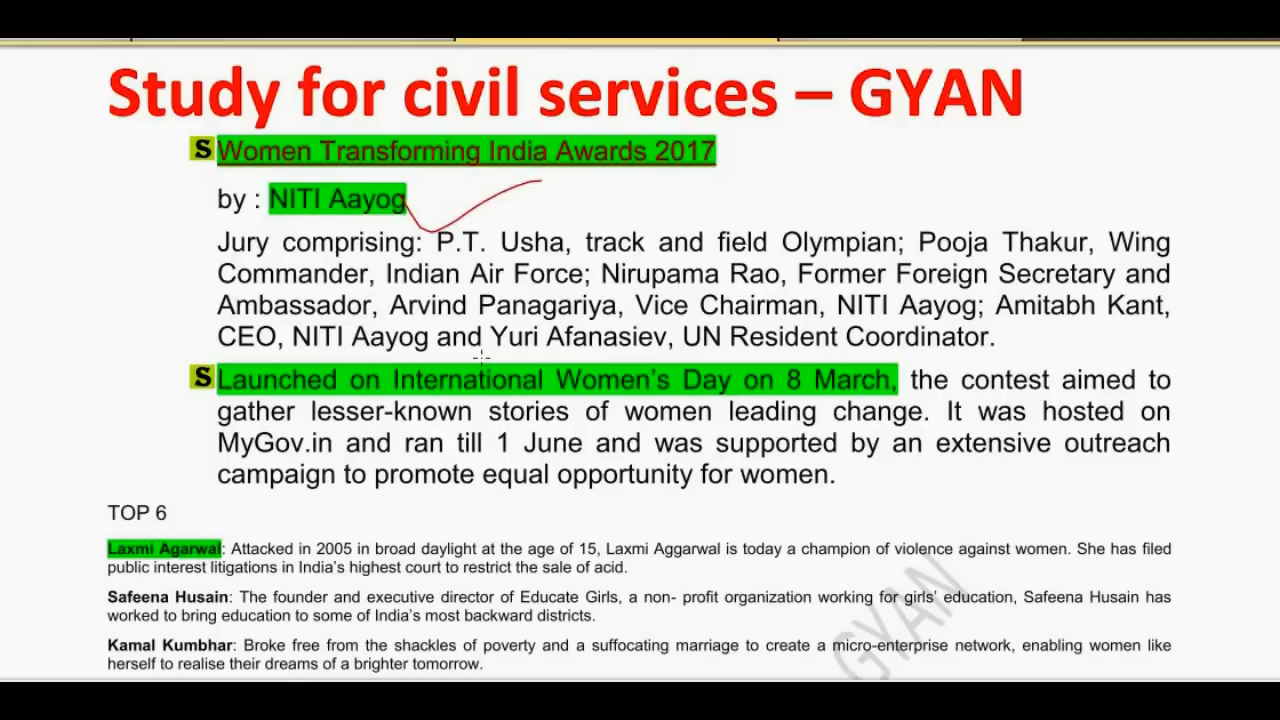 Study for civil services – GYAN
S Women Transforming India Awards 2017
by : NITI Aayog
Jury comprising: P.T. Usha, track and field Olympian; Pooja Thakur, Wing
Commander, Indian Air Force; Nirupama Rao, Former Foreign Secretary and
Ambassador, Arvind Panagariya, Vice Chairman, NITI Aayog; Amitabh Kant,
CEO, NITI Aayog and Yuri Afanasiev, UN Resident Coordinator.
S Launched on International Women's Day on 8 March, the contest aimed to
gather lesser-known stories of women leading change. It was hosted on
MyGov.in and ran till 1 June and was supported by an extensive outreach
campaign to promote equal opportunity for women.
TOP 6
Laxmi Agarwal: Attacked in 2005 in broad daylight at the age of 15, Laxmi Aggarwal is today a champion of violence against women. She has filed
public interest litigations in India's highest court to restrict the sale of acid.
Safeena Husain: The founder and executive director of Educate Girls, a non- profit organization working for girls' education, Safeena Husain has
worked to bring education to some of India's most backward districts.
Kamal Kumbhar: Broke free from the shackles of poverty and a suffocating marriage to create a micro-enterprise network, enabling women like
herself to realise their dreams of a brighter tomorrow.
GYAN